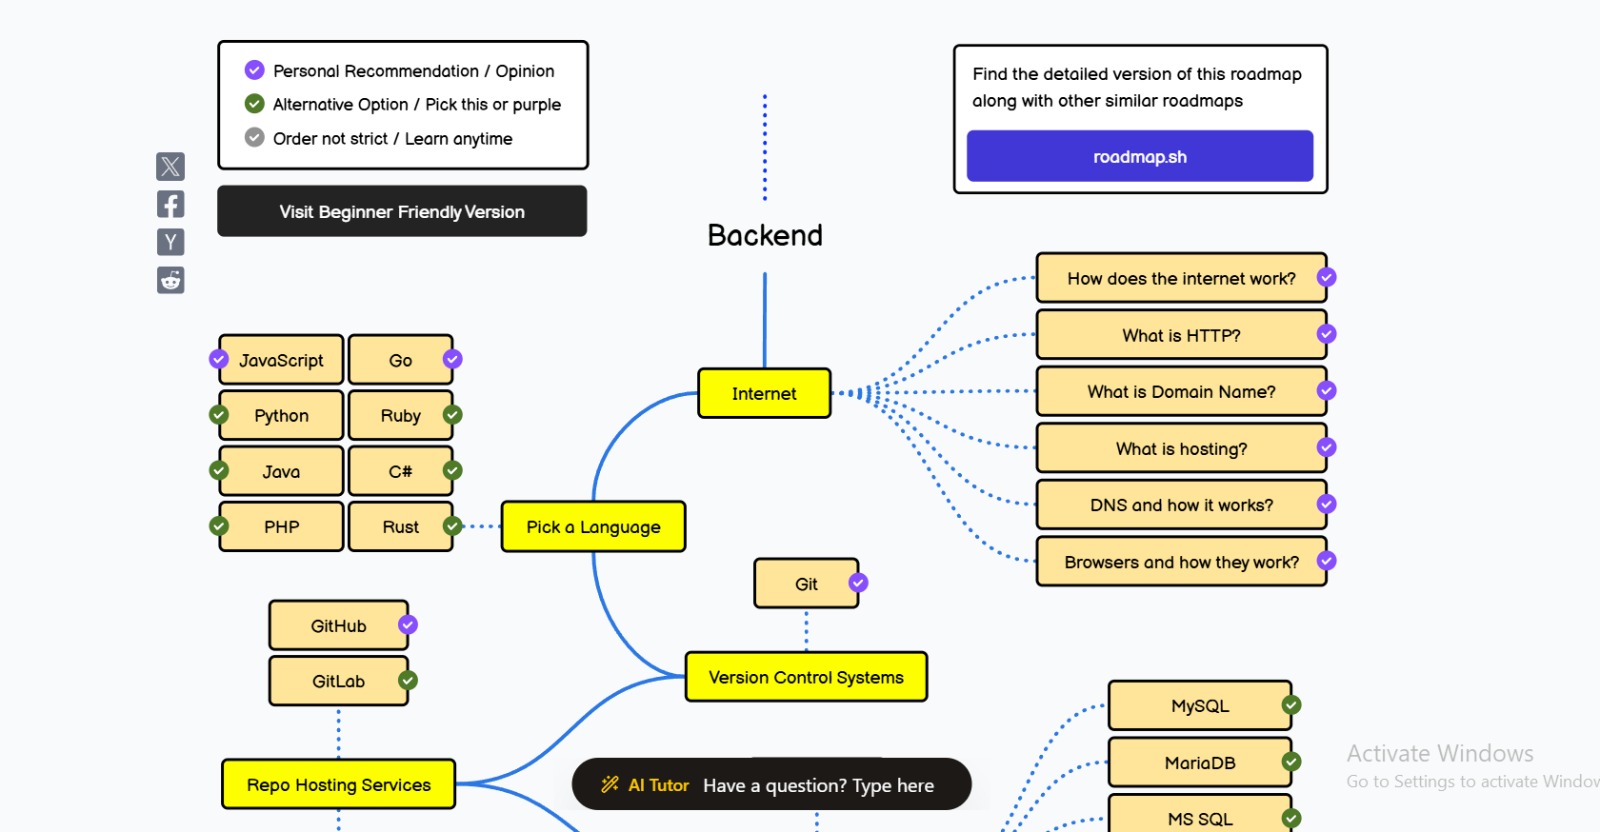 Personal Recommendation / Opinion
Alternative Option / Pick this or purple
Order not strict / Learn anytime
Visit Beginner Friendly Version
Find the detailed version of this roadmap
along with other similar roadmaps
roadmap.sh
Backend
Internet
How does the internet work?
What is HTTP?
What is Domain Name?
What is hosting?
DNS and how it works?
Browsers and how they work?
JavaScript
Go
Python
Ruby
Java
C#
PHP
Rust
Pick a Language
Git
Version Control Systems
GitHub
GitLab
Repo Hosting Services
MySQL
MariaDB
MS SQL
AI Tutor Have a question? Type here
Activate Windows
Go to Settings to activate Window